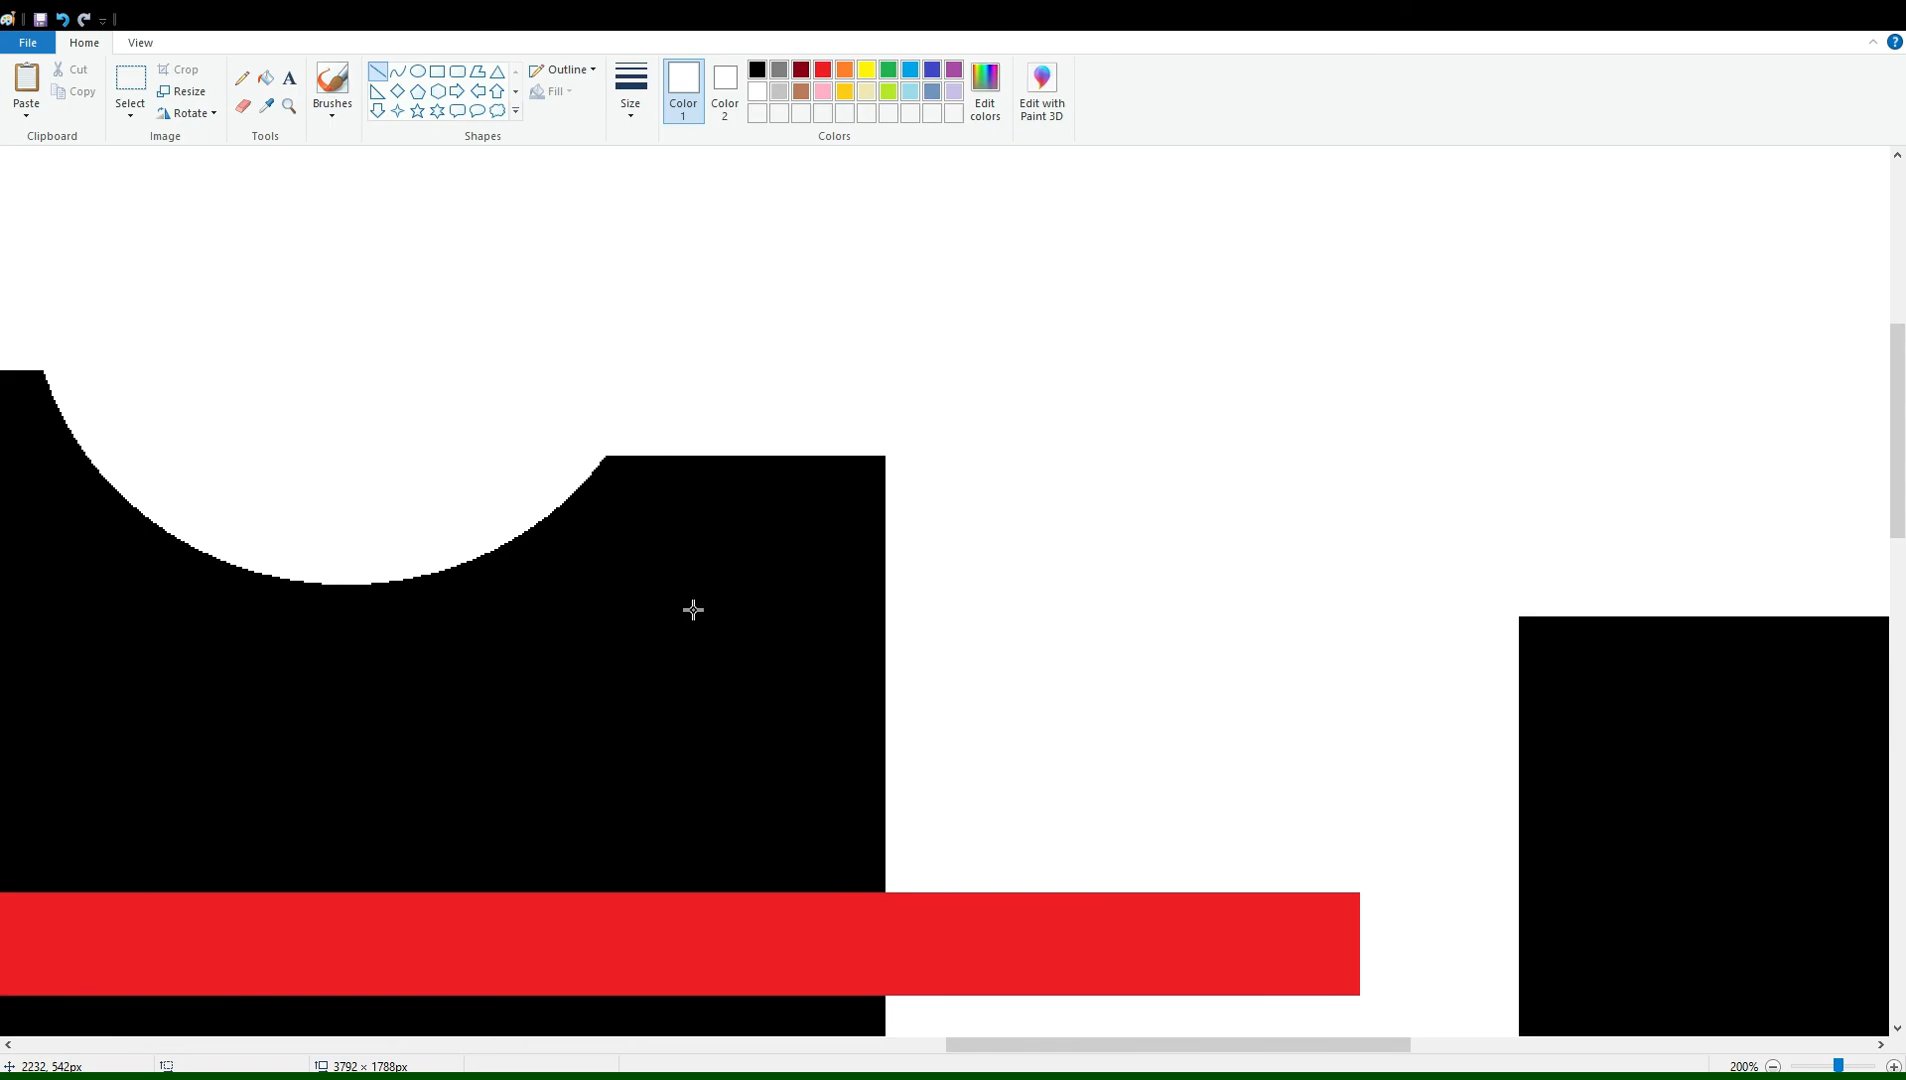 File Home View
Paste
Cut
Copy
Clipboard
Select
Crop
Resize
Rotate
Image
A
Tools
Brushes
Outline
Fill
Shapes
Size
Color 1
Color 2
Edit colors
Colors
Edit with Paint 3D
?
2232, 542px
3792 × 1788px
200%